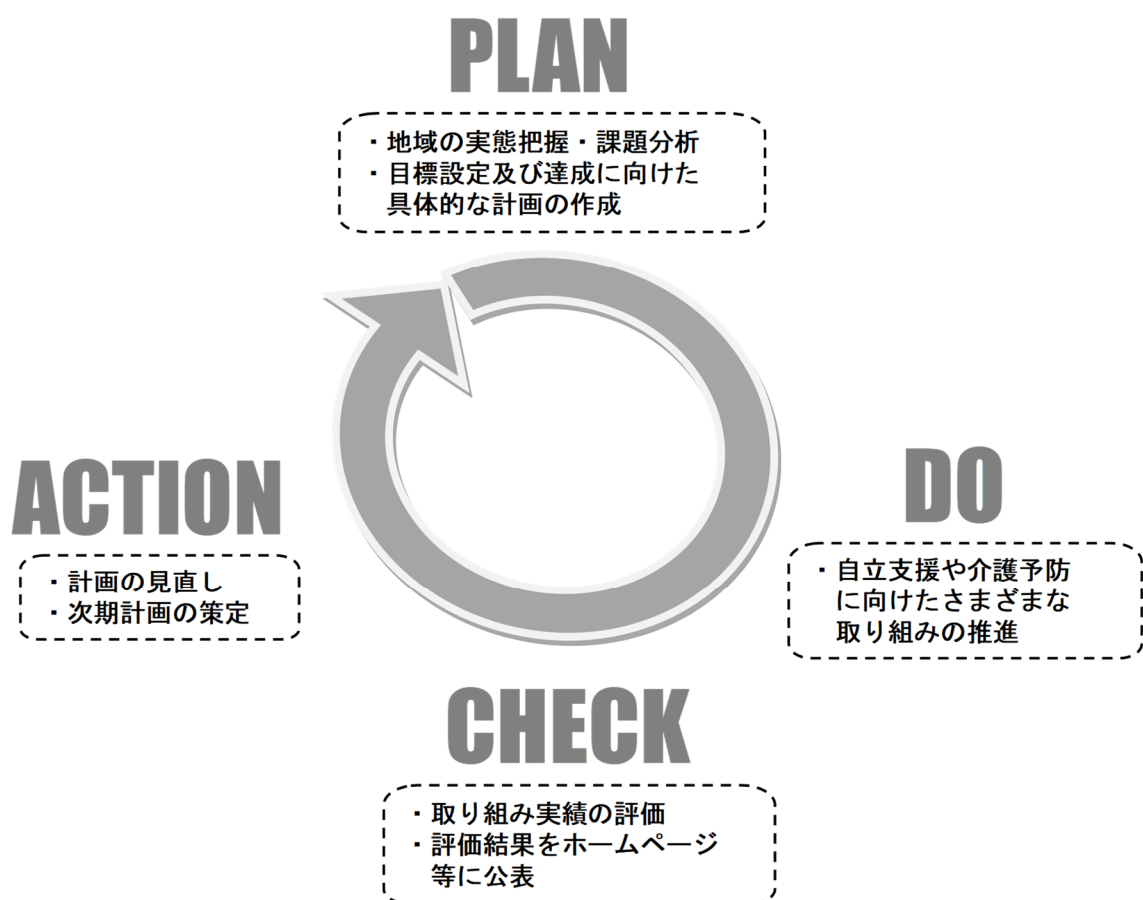 PLAN
・地域の実態把握・課題分析
・目標設定及び達成に向けた
具体的な計画の作成
ACTION
・計画の見直し
・次期計画の策定
DO
・自立支援や介護予防
に向けたさまざまな
取り組みの推進
CHECK
・取り組み実績の評価
・評価結果をホームページ
等に公表